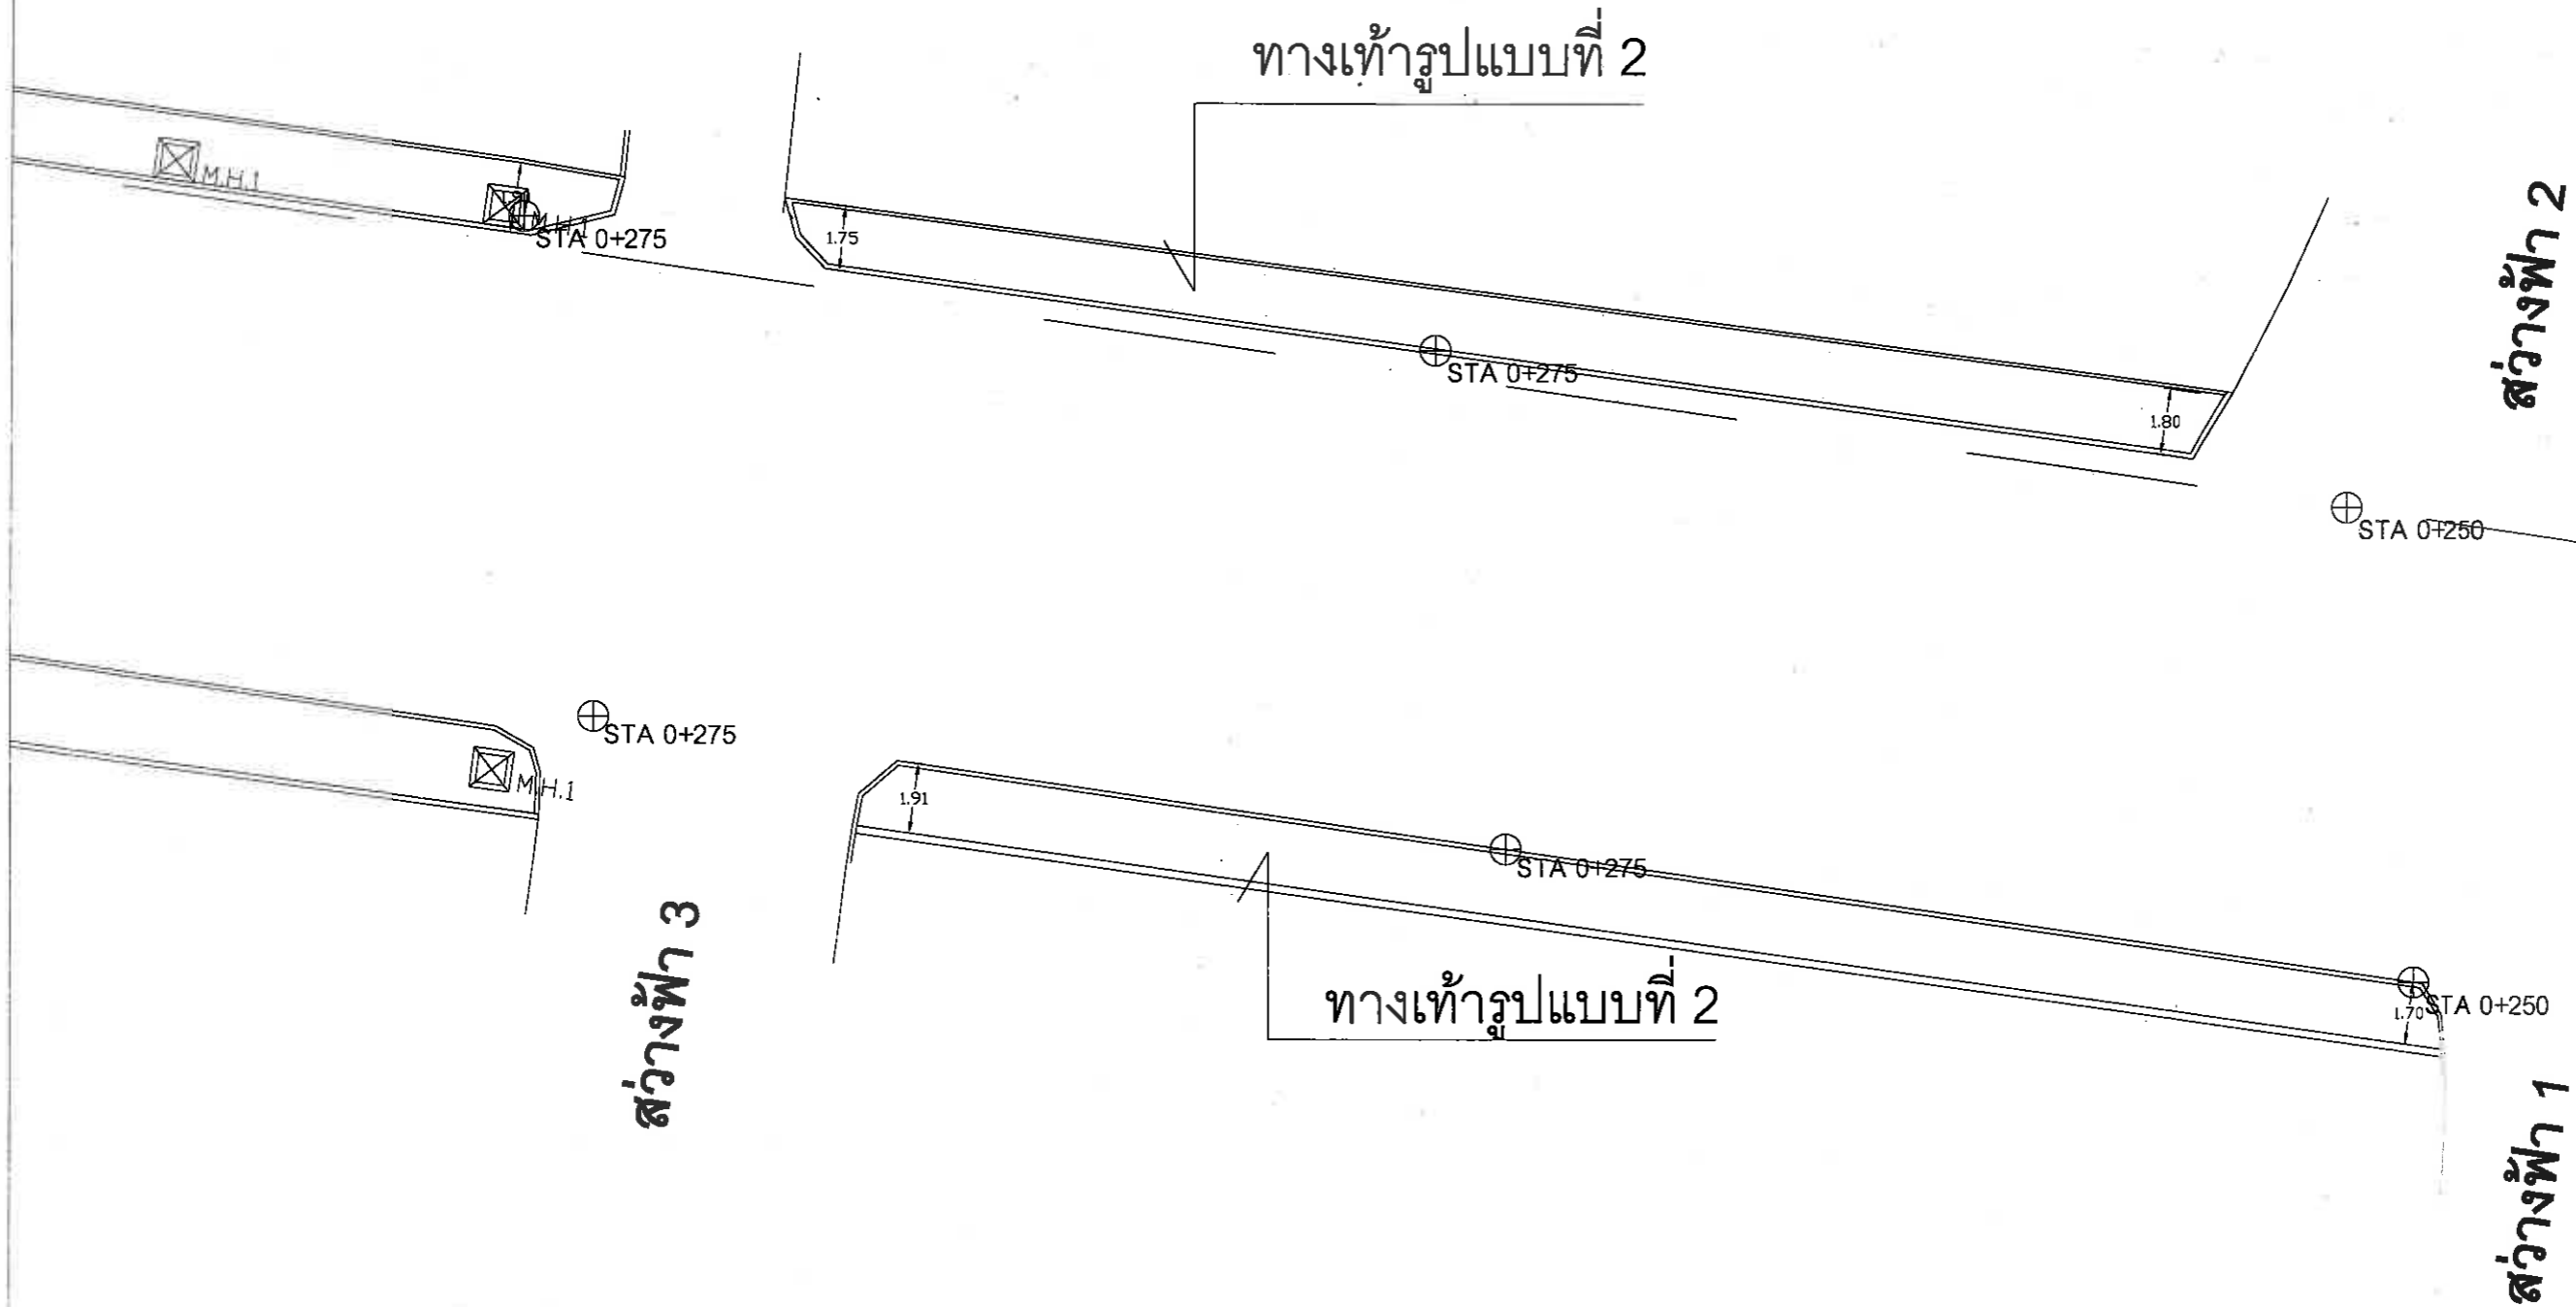 ทางเท้ารูปแบบที่ 2
M.H.1
M.H.1
STA 0+275
1.75
STA 0+275
1.80
สว่างฟ้า 2
STA 0+250
STA 0+275
M.H.1
1.91
STA 0+275
สว่างฟ้า 3
ทางเท้ารูปแบบที่ 2
1.70
STA 0+250
สว่างฟ้า 1